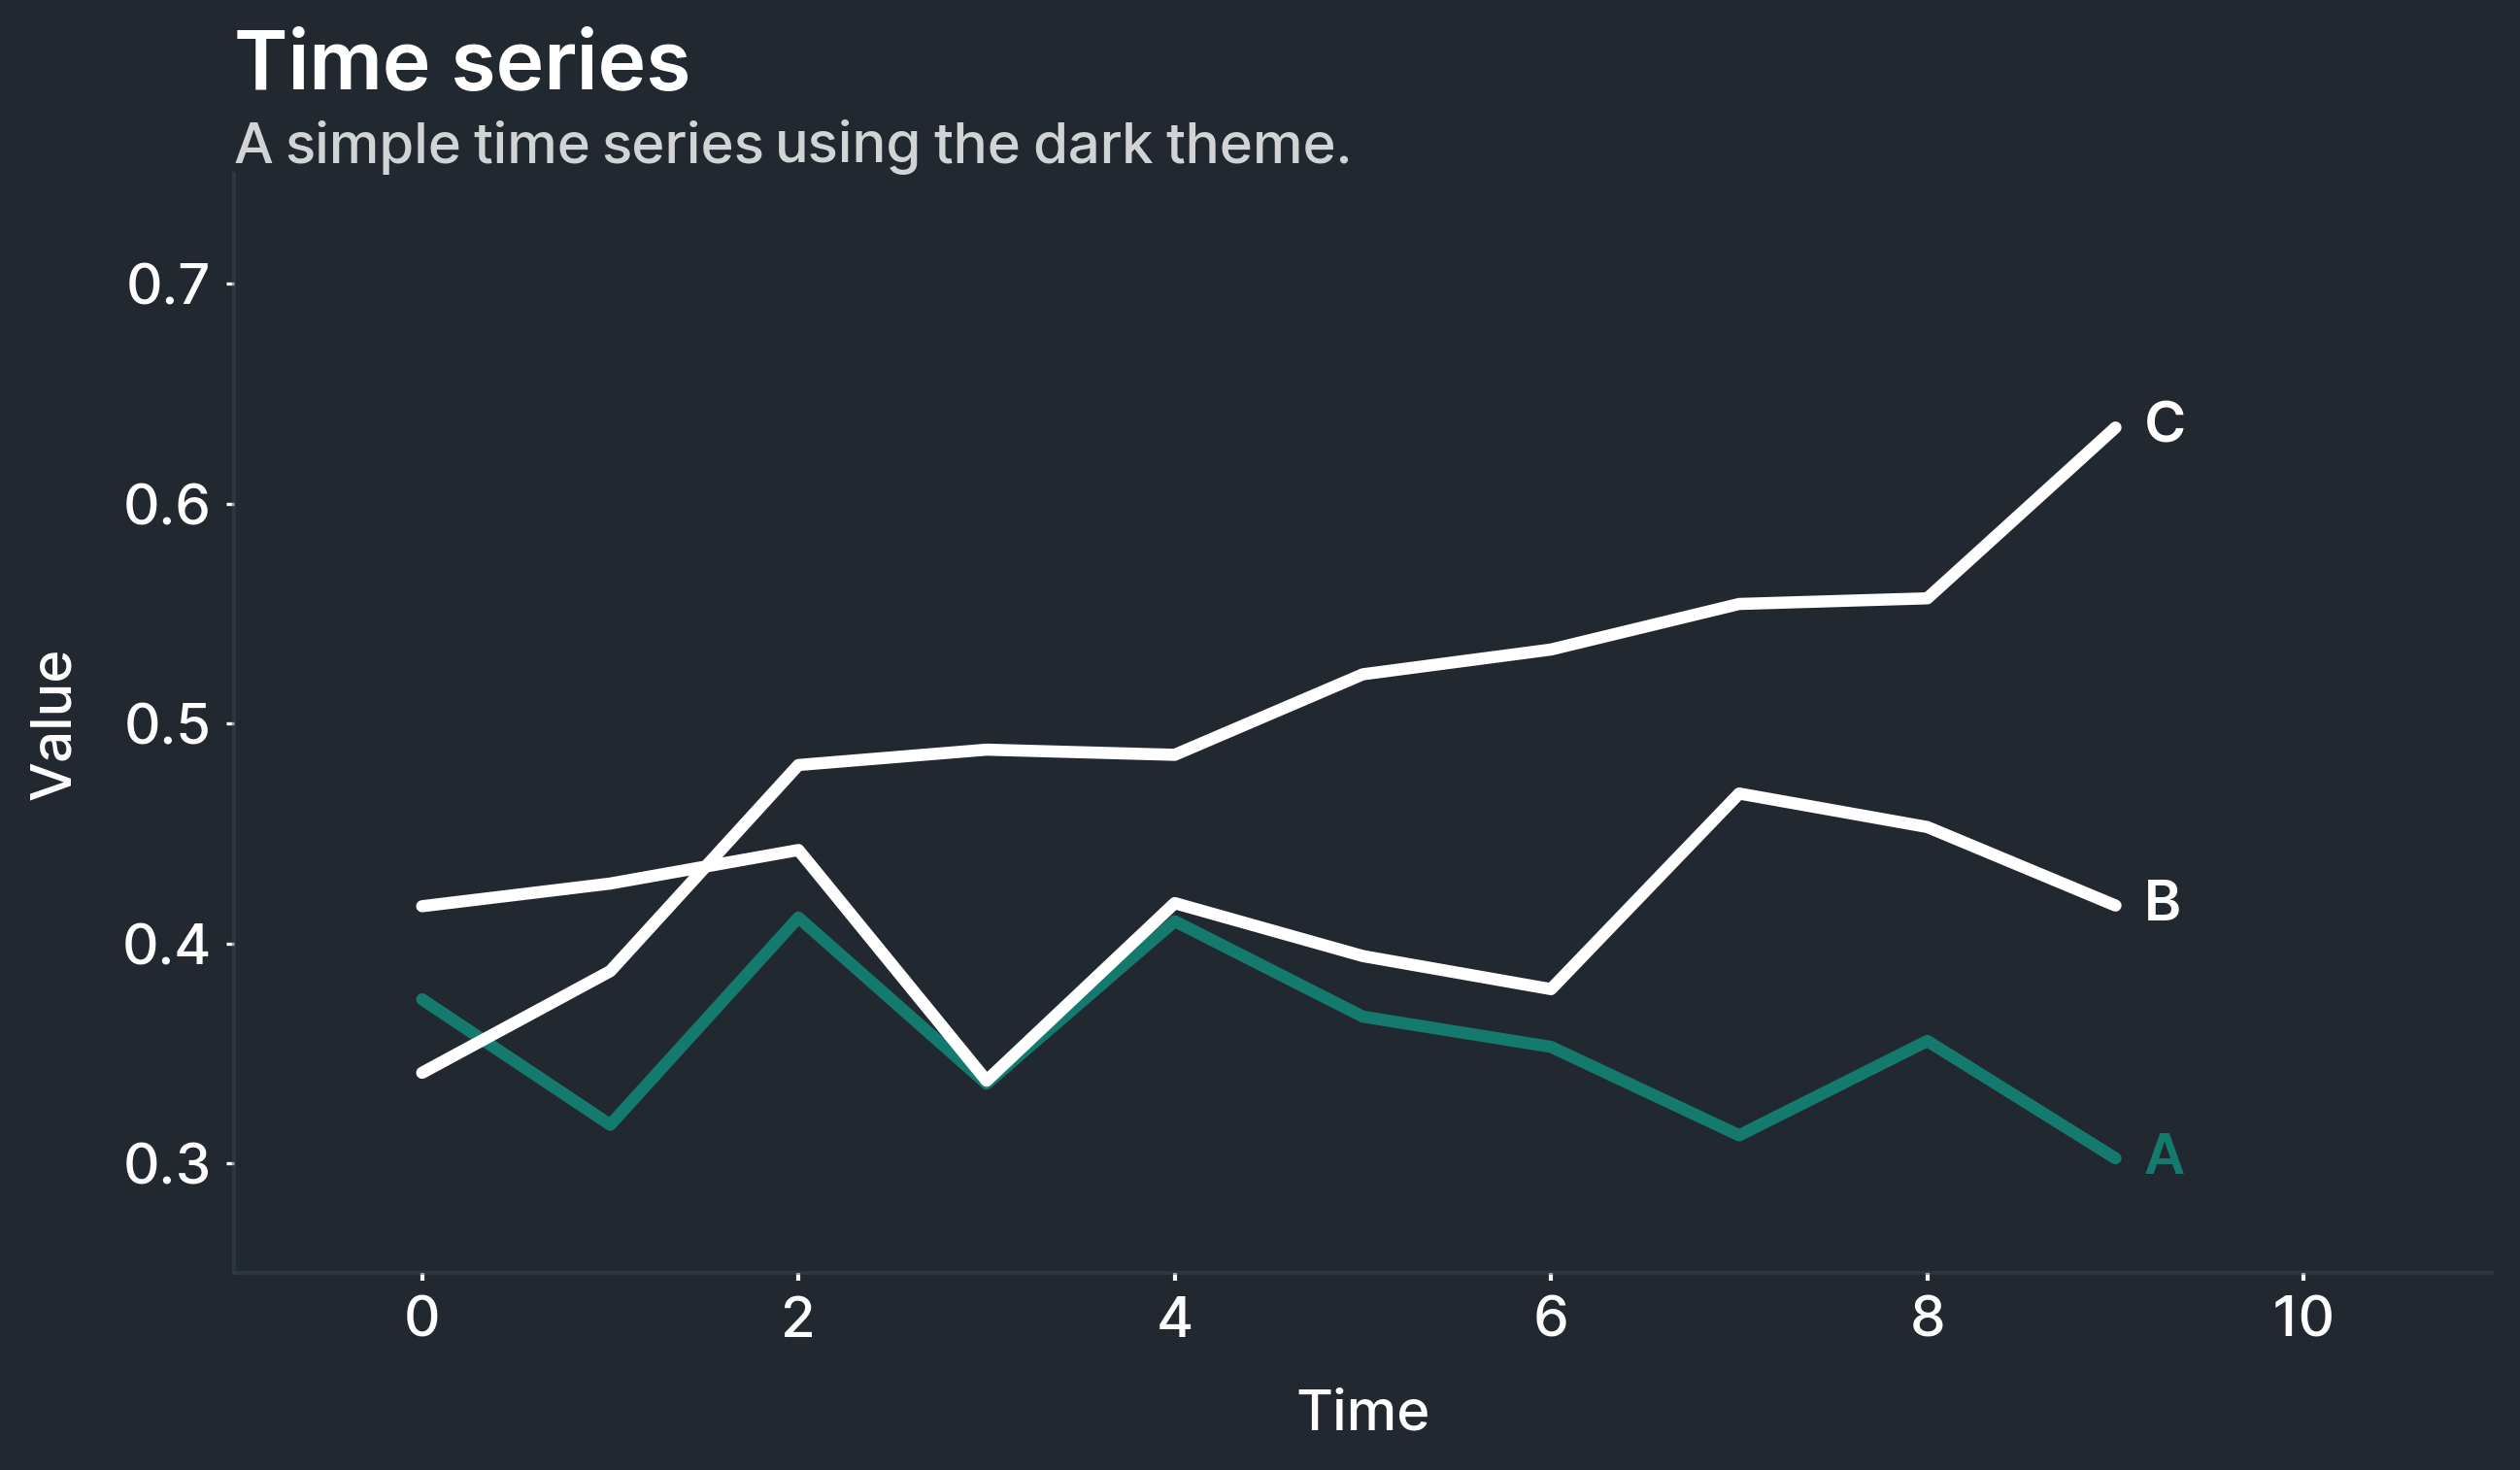 Time series
A simple time series using the dark theme.
0.7
0.6
0.5
0.4
0.3
Value
C
B
A
0 2 4 6 8 10
Time